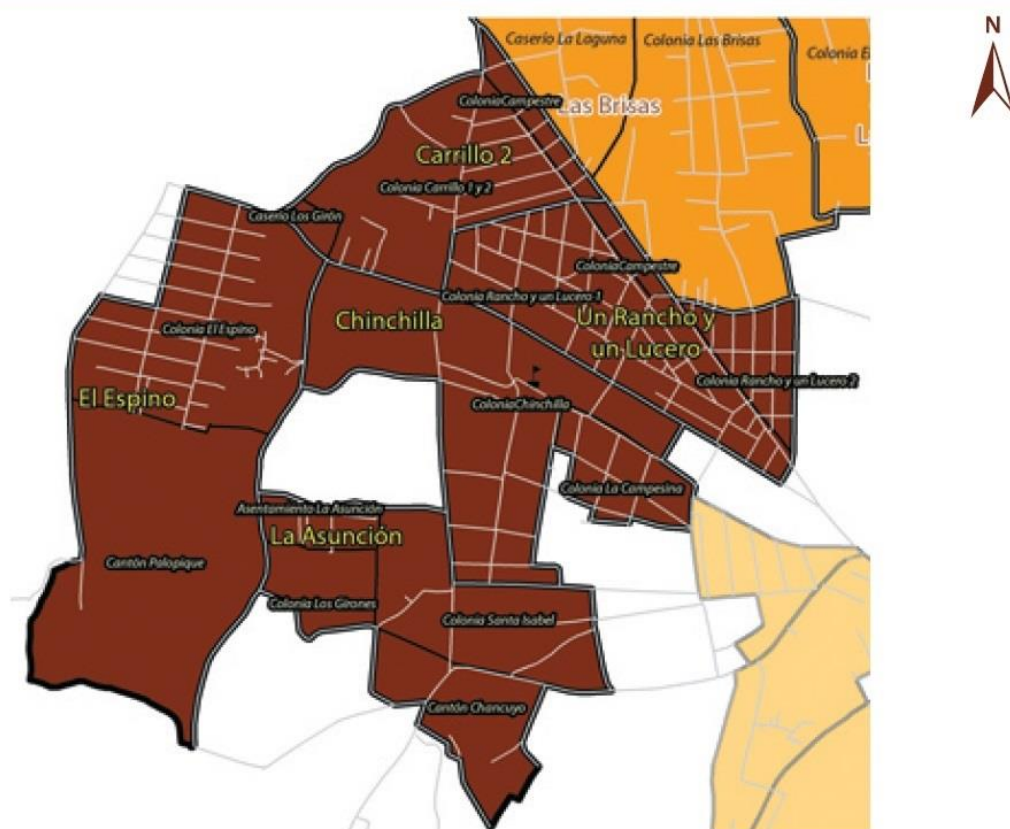 N
Caserío La Laguna
Colonia Las Brisas
Colonia E
Las Brisas
L
ColoniaCampestre
Carrillo 2
Colonia Carrillo 1 y 2
Caserío Los Girón
ColoniaCampestre
Colonia Rancho y un Lucero 1
Chinchilla
Un Rancho y
un Lucero
Colonia El Espino
El Espino
Colonia Rancho y un Lucero 2
ColoniaChinchilla
Colonia La Campesina
Asentamiento La Asunción
La Asunción
Cantón Palopique
Colonia Los Girones
Colonia Santa Isabel
Cantón Chancuyo